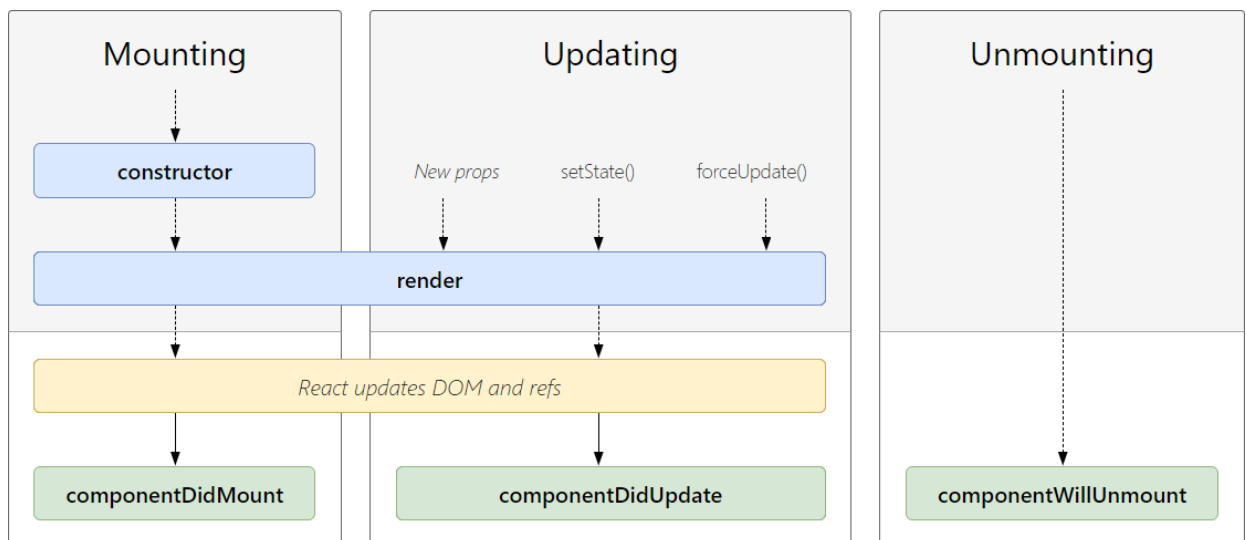 Mounting
Updating
Unmounting
constructor
New props
setState()
forceUpdate()
render
React updates DOM and refs
componentDidMount
componentDidUpdate
componentWillUnmount